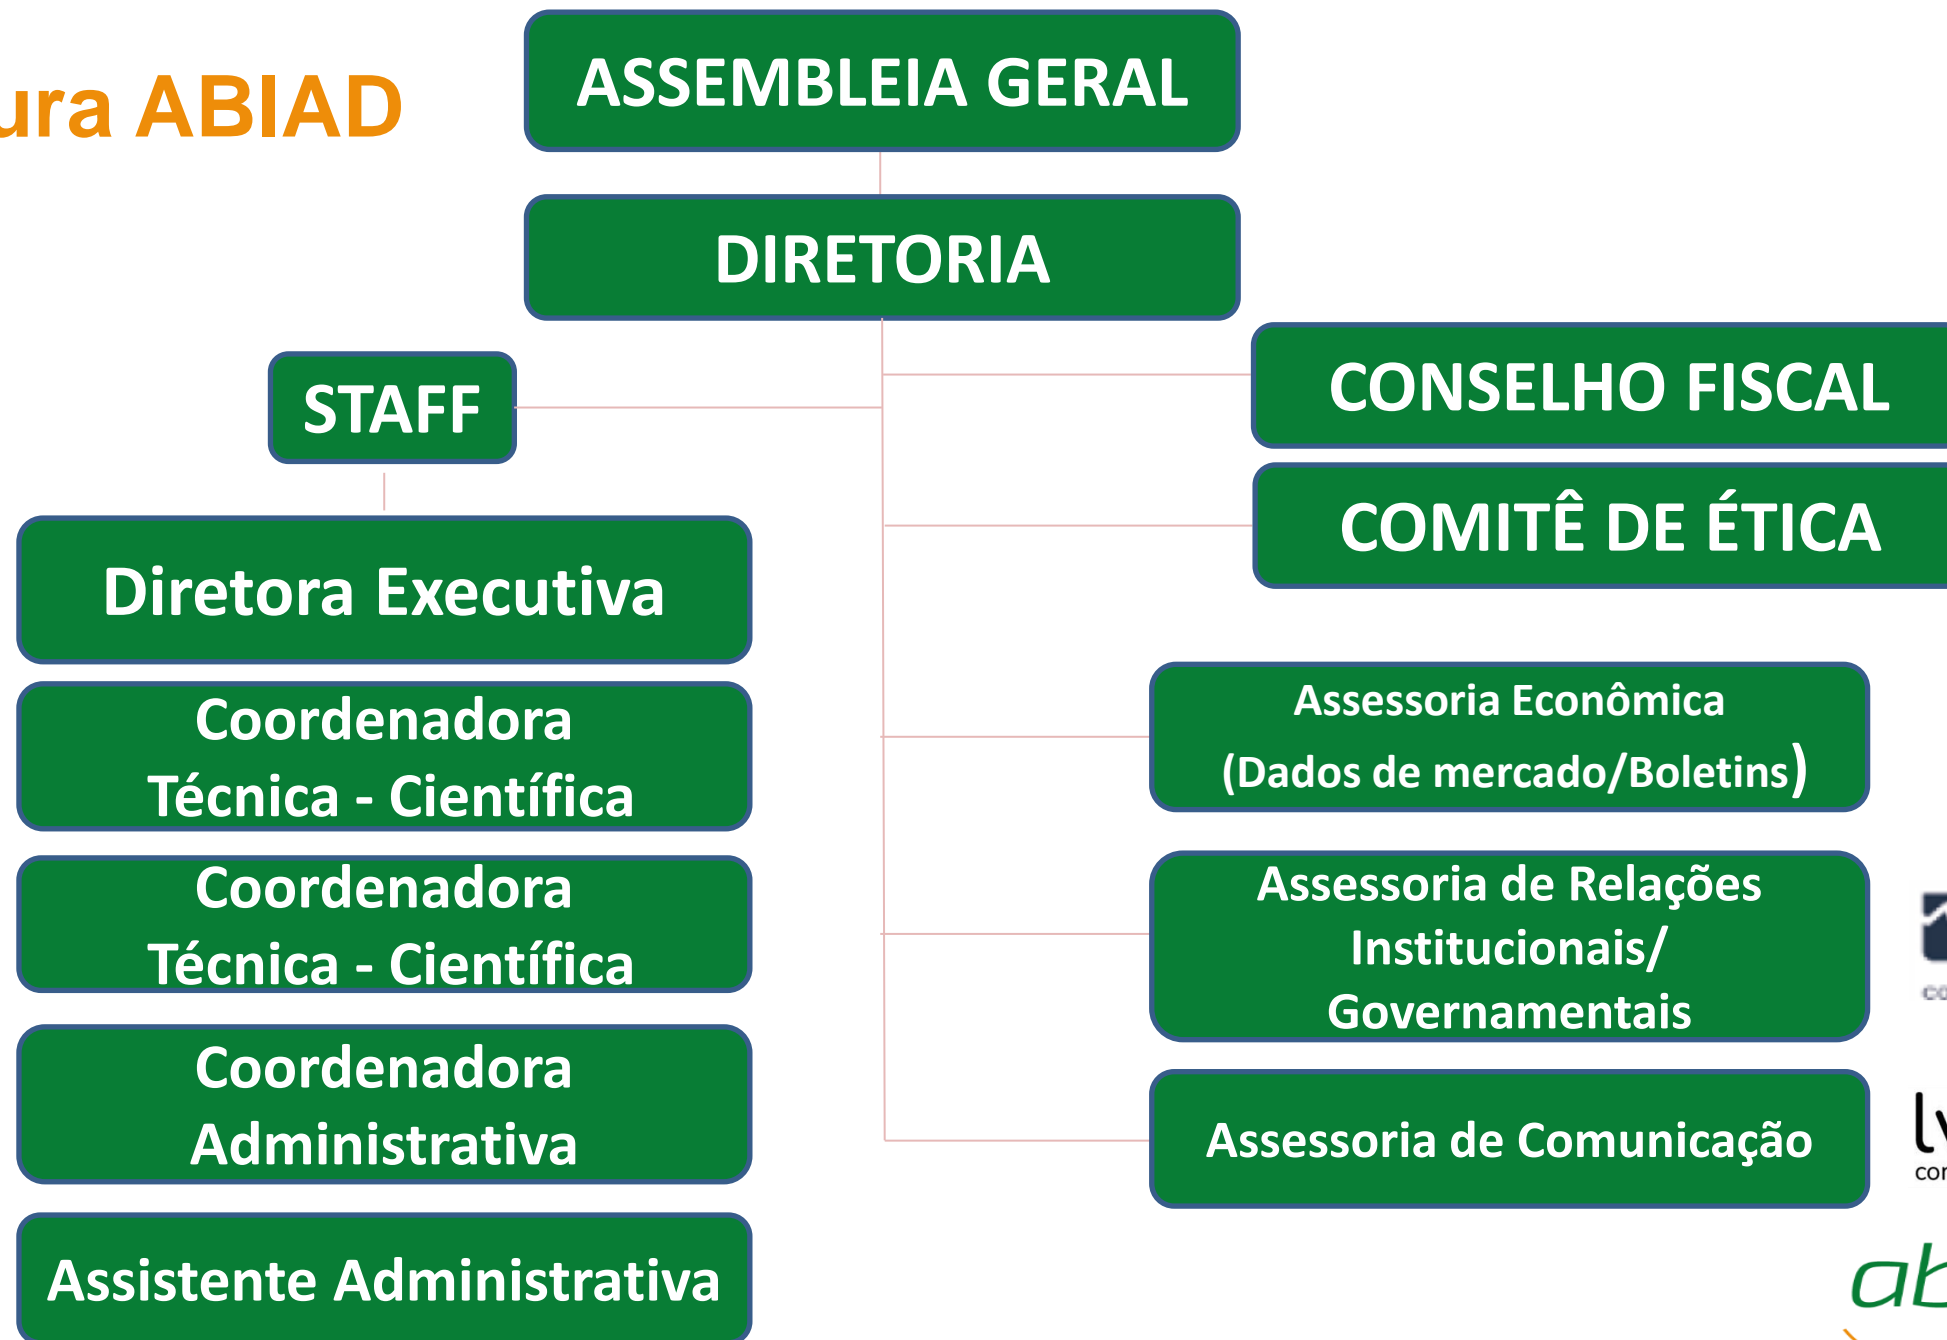 ura ABIAD
ASSEMBLEIA GERAL
DIRETORIA
STAFF
CONSELHO FISCAL
COMITÊ DE ÉTICA
Diretora Executiva
Coordenadora
Técnica - Científica
Coordenadora
Técnica - Científica
Coordenadora
Administrativa
Assistente Administrativa
Assessoria Econômica
(Dados de mercado/Boletins)
Assessoria de Relações
Institucionais/
Governamentais
Assessoria de Comunicação